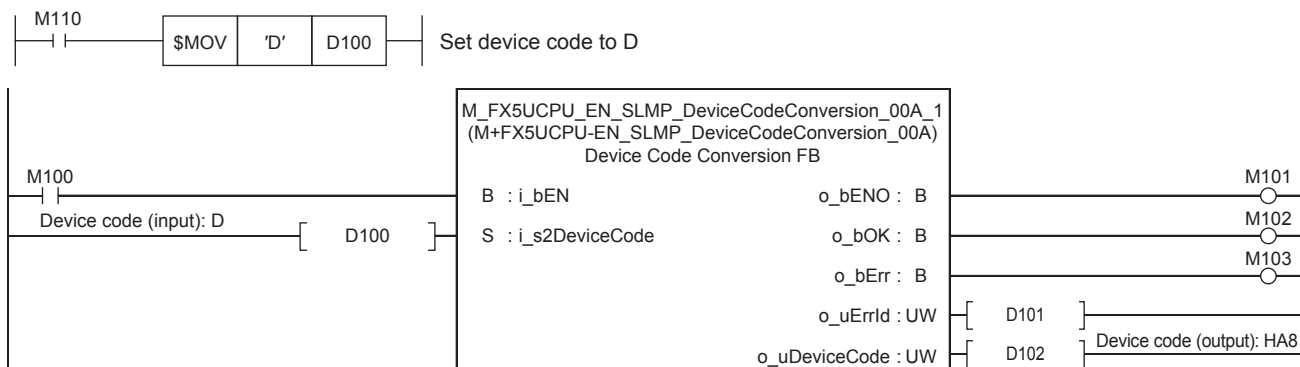 M110
$MOV 'D' D100 Set device code to D
M_FX5UCPU_EN_SLMP_DeviceCodeConversion_00A_1
(M+FX5UCPU-EN_SLMP_DeviceCodeConversion_00A)
Device Code Conversion FB
M100 M101
B : i_bEN o_bENO : B
Device code (input): D M102
D100 S : i_s2DeviceCode o_bOK : B
M103
o_bErr : B
o_uErrId : UW D101
o_uDeviceCode : UW D102 Device code (output): HA8